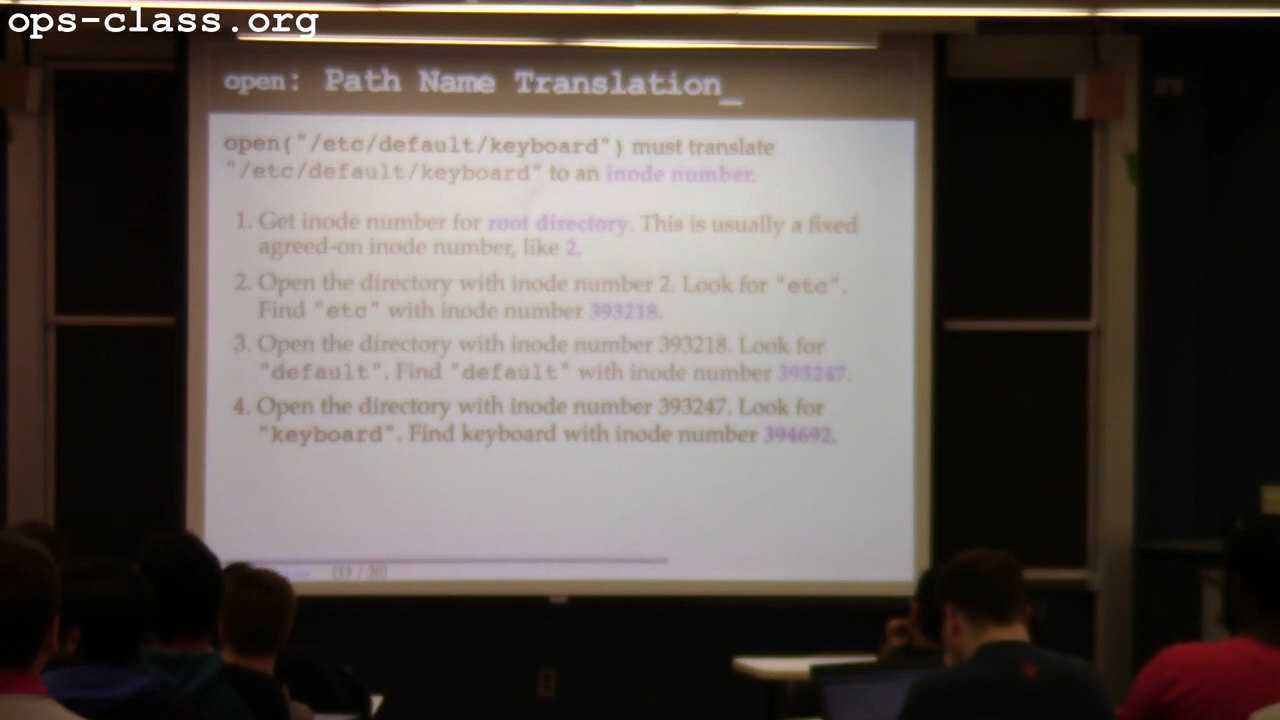 ops-class.org
open: Path Name Translation_
open("/etc/default/keyboard") must translate
"/etc/default/keyboard" to an inode number.
1. Get inode number for root directory. This is usually a fixed
agreed-on inode number, like 2.
2. Open the directory with inode number 2. Look for "etc".
Find "etc" with inode number 393218.
3. Open the directory with inode number 393218. Look for
"default". Find "default" with inode number 393247.
4. Open the directory with inode number 393247. Look for
"keyboard". Find keyboard with inode number 394692.
(13 / 20)